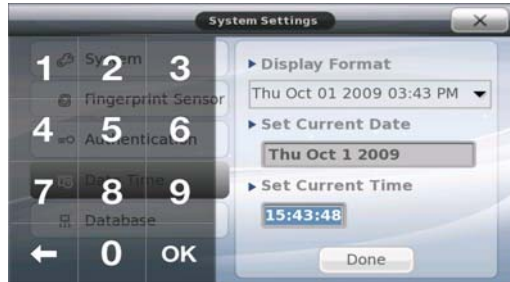 System Settings
1 2 3
4 5 6
7 8 9
0 OK
System
Fingerprint Sensor
Authentication
Date Time
Database
Display Format
Thu Oct 01 2009 03:43 PM
Set Current Date
Thu Oct 1 2009
Set Current Time
15:43:48
Done